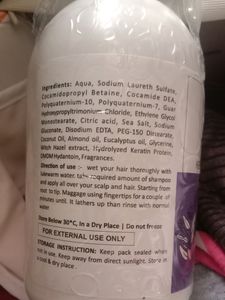 Ingredients: Aqua, Sodium Laureth Sulfate,
Cocamidopropyl Betaine, Cocamide DEA,
Polyquaternium-10, Polyquaternium-7, Guar
Hydroxypropyltrimonium Chloride, Ethylene Glycol
Monostearate, Citric acid, Sea Salt, Sodium
Gluconate, Disodium EDTA, PEG-150 Distearate,
Coconut Oil, Almond oil, Eucalyptus oil, Glycerine,
Witch Hazel extract, Hydrolyzed Keratin Protein,
DMDM Hydantoin, Fragrances.
Direction of use :- wet your hair thoroughly with
lukewarm water. take required amount of shampoo
and apply all over your scalp and hair. Starting from
root to tip. Maggage using fingertips for a couple of
minutes until. It lathers up than rinse with normal
water.
Store Below 30°C, In a Dry Place | Do not freeze
FOR EXTERNAL USE ONLY
STORAGE INSTRUCTION: Keep pack sealed where
not in use. Keep away from direct sunlight. Store in
a cool & dry place.